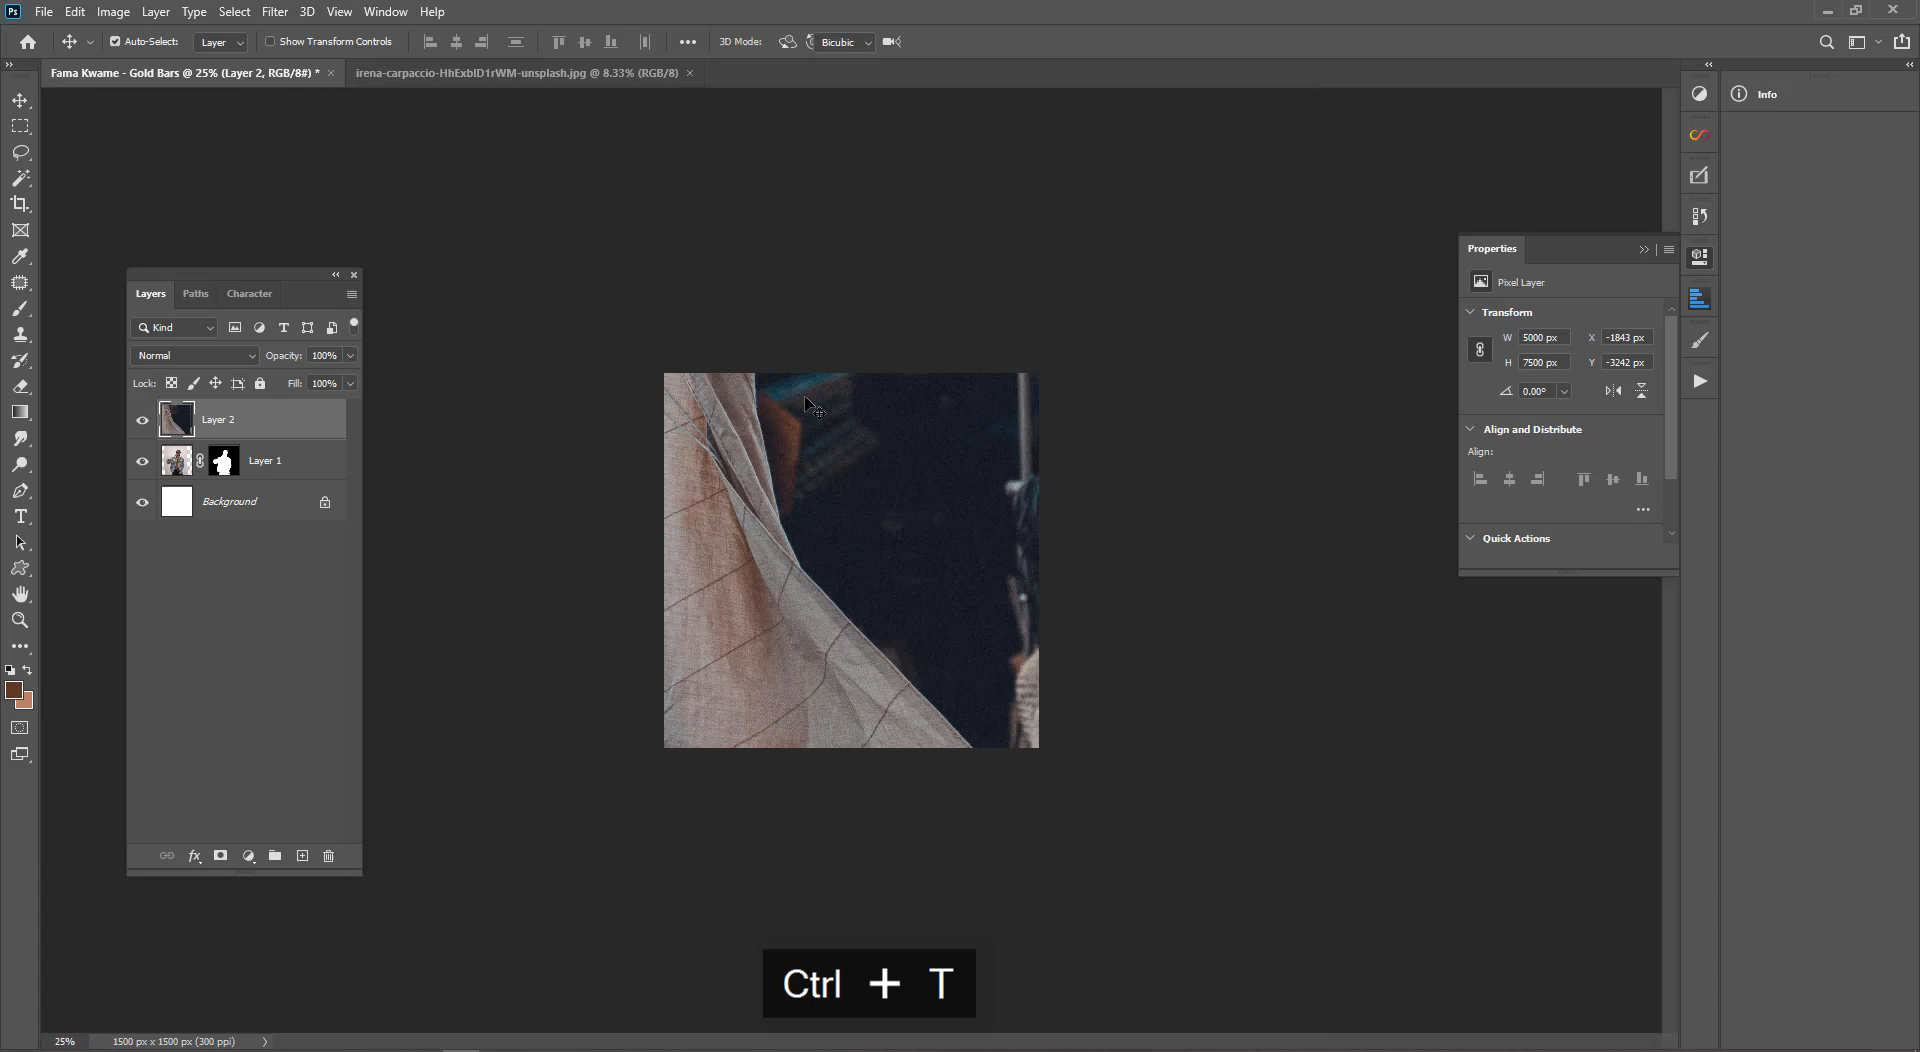 Ps File Edit Image Layer Type Select Filter 3D View Window Help
Auto-Select: Layer Show Transform Controls 3D Mode: Bicubic
Fama Kwame - Gold Bars @ 25% (Layer 2, RGB/8#) * × irena-carpaccio-HhExbID1rWM-unsplash.jpg @ 8.33% (RGB/8) ×
Info
Properties
Pixel Layer
Transform
W 5000 px X -1843 px
H 7500 px Y -3242 px
0.00°
Align and Distribute
Align:
Quick Actions
Layers Paths Character
Kind
Normal Opacity: 100%
Lock: Fill: 100%
Layer 2
Layer 1
Background
fx
Ctrl + T
25% 1500 px x 1500 px (300 ppi)